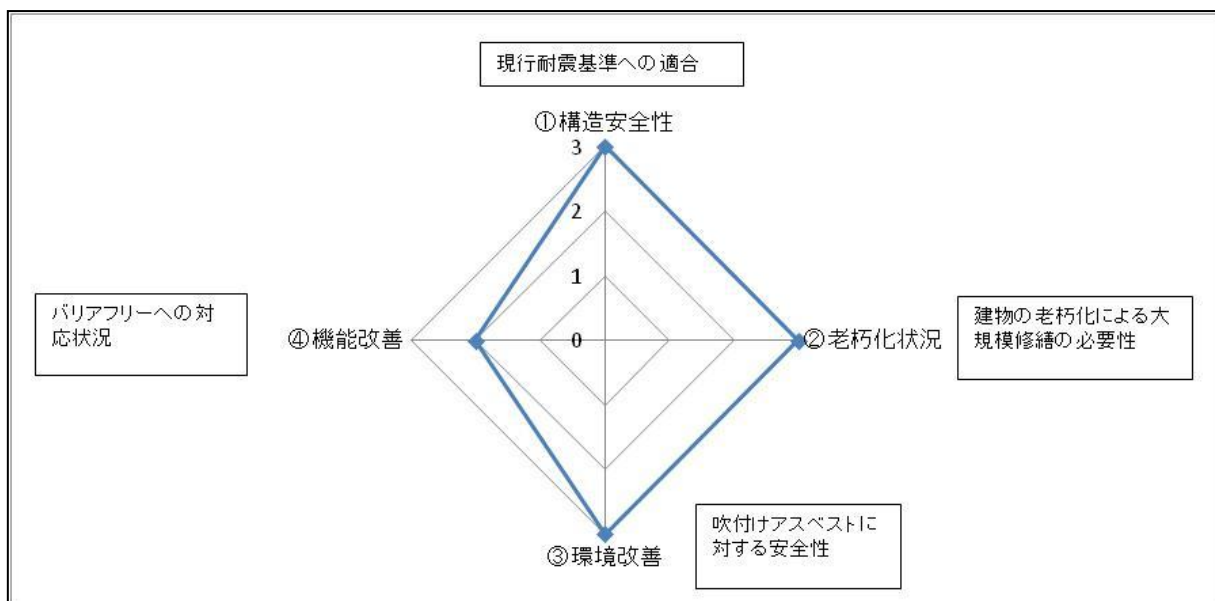 現行耐震基準への適合
①構造安全性
3
2
1
0
バリアフリーへの対
応状況
④機能改善
②老朽化状況
建物の老朽化による大
規模修繕の必要性
吹付けアスベストに
対する安全性
③環境改善